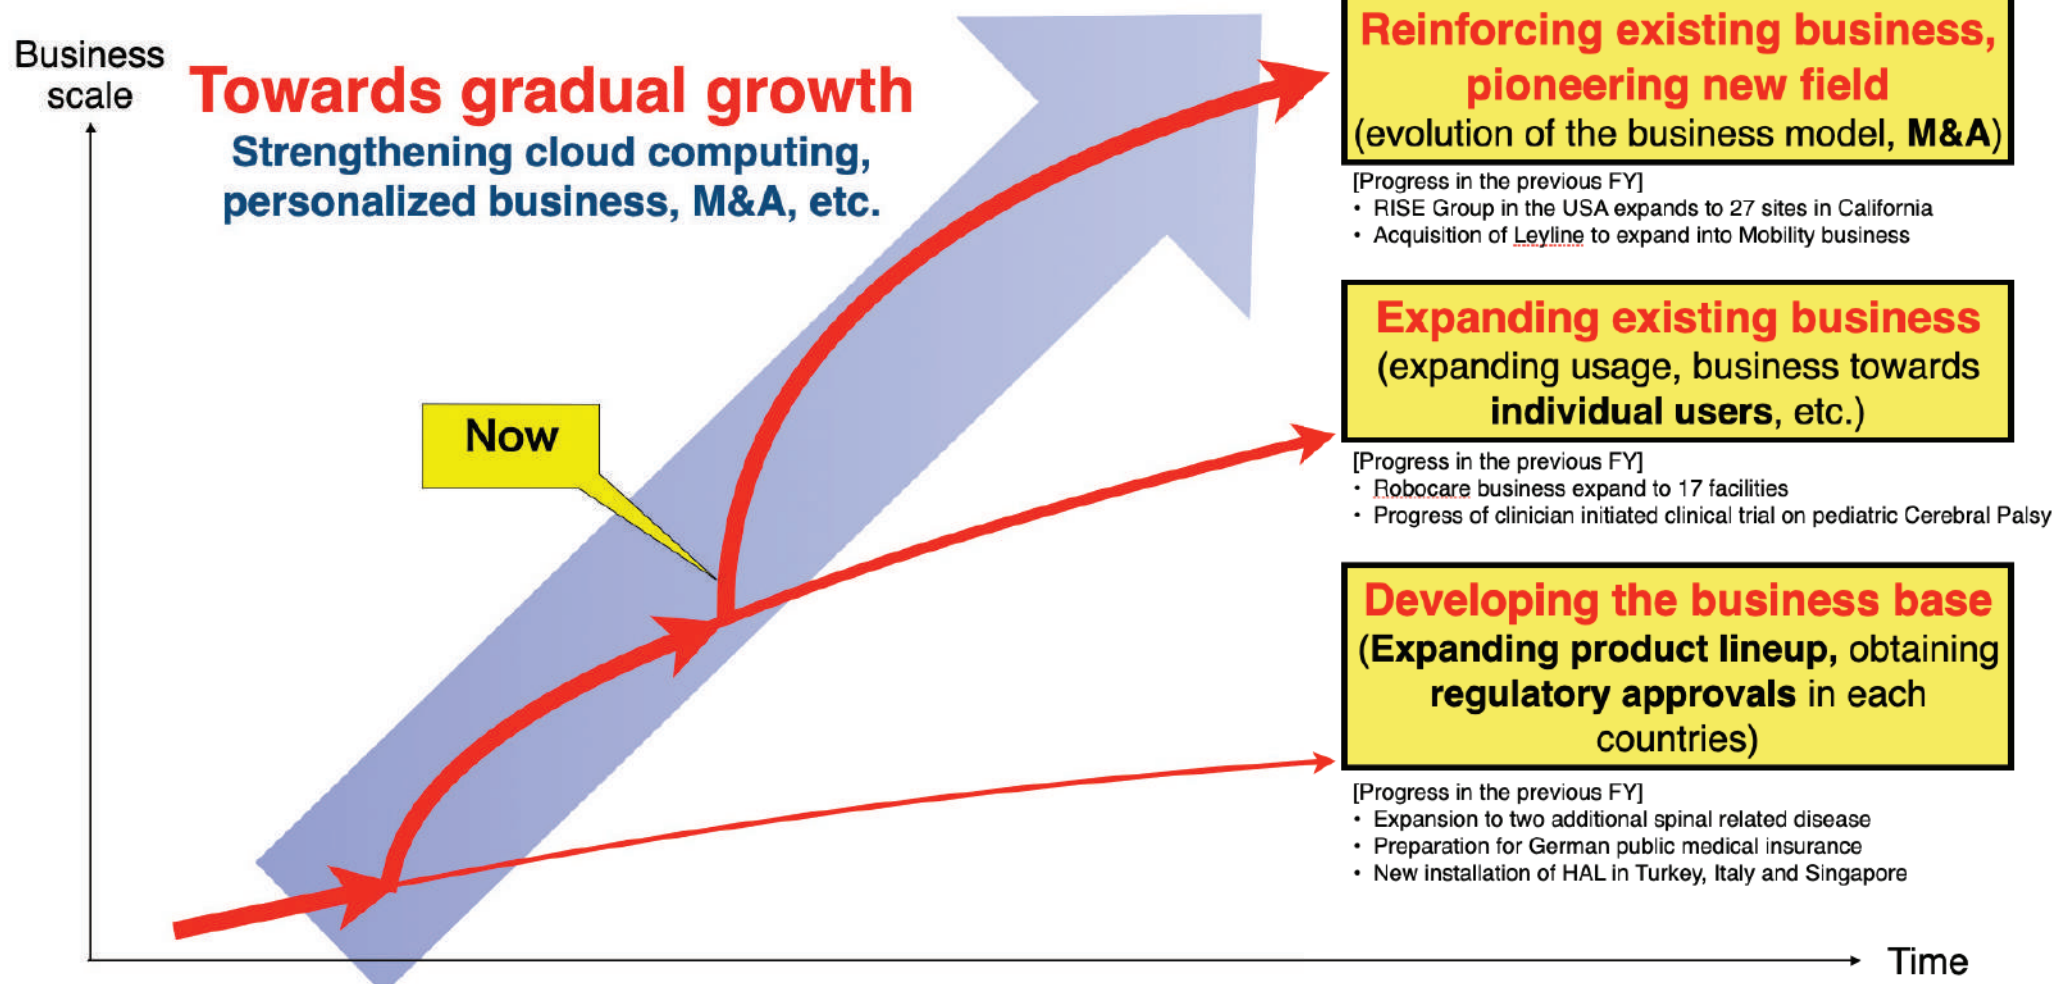 Business
scale
Towards gradual growth
Strengthening cloud computing,
personalized business, M&A, etc.
Now
Reinforcing existing business,
pioneering new field
(evolution of the business model, M&A)
[Progress in the previous FY]
• RISE Group in the USA expands to 27 sites in California
• Acquisition of Leyline to expand into Mobility business
Expanding existing business
(expanding usage, business towards
individual users, etc.)
[Progress in the previous FY]
• Robocare business expand to 17 facilities
• Progress of clinician initiated clinical trial on pediatric Cerebral Palsy
Developing the business base
(Expanding product lineup, obtaining
regulatory approvals in each
countries)
[Progress in the previous FY]
• Expansion to two additional spinal related disease
• Preparation for German public medical insurance
• New installation of HAL in Turkey, Italy and Singapore
Time